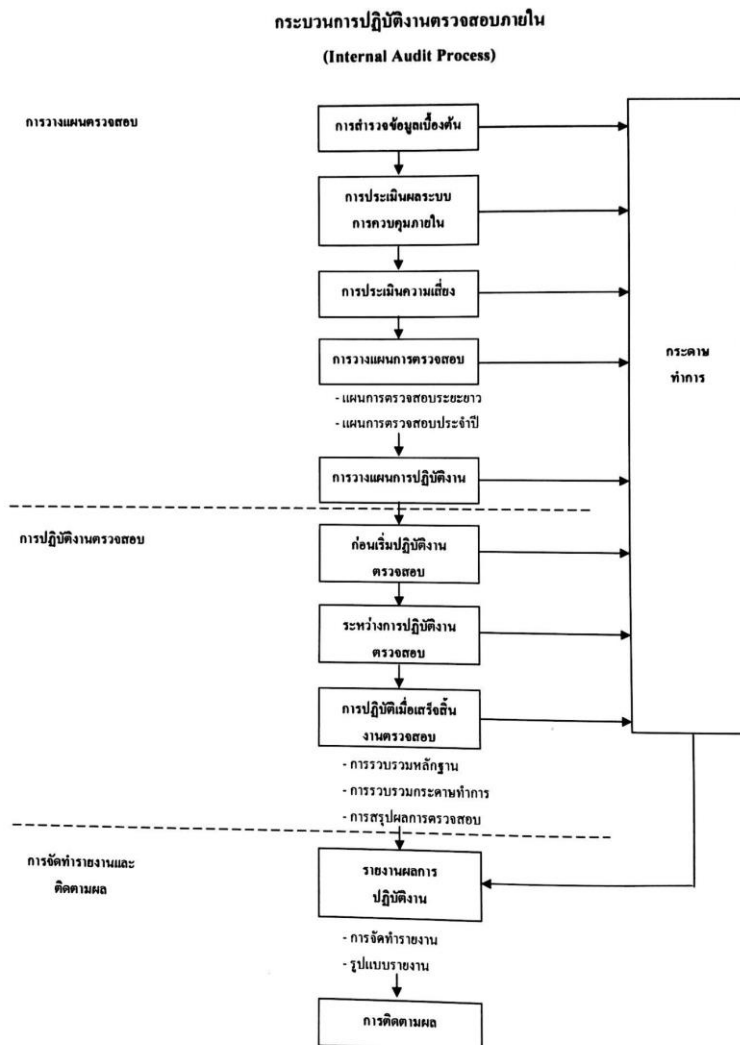 กระบวนการปฏิบัติงานตรวจสอบภายใน
(Internal Audit Process)
การวางแผนตรวจสอบ
การสำรวจข้อมูลเบื้องต้น
การประเมินผลระบบ
การควบคุมภายใน
การประเมินความเสี่ยง
การวางแผนการตรวจสอบ
กระดาษ
ทำการ
- แผนการตรวจสอบระยะยาว
- แผนการตรวจสอบประจำปี
การวางแผนการปฏิบัติงาน
การปฏิบัติงานตรวจสอบ
ก่อนเริ่มปฏิบัติงาน
ตรวจสอบ
ระหว่างการปฏิบัติงาน
ตรวจสอบ
การปฏิบัติเมื่อเสร็จสิ้น
งานตรวจสอบ
- การรวบรวมหลักฐาน
- การรวบรวมกระดาษทำการ
- การสรุปผลการตรวจสอบ
การจัดทำรายงานและ
ติดตามผล
รายงานผลการ
ปฏิบัติงาน
- การจัดทำรายงาน
- รูปแบบรายงาน
การติดตามผล